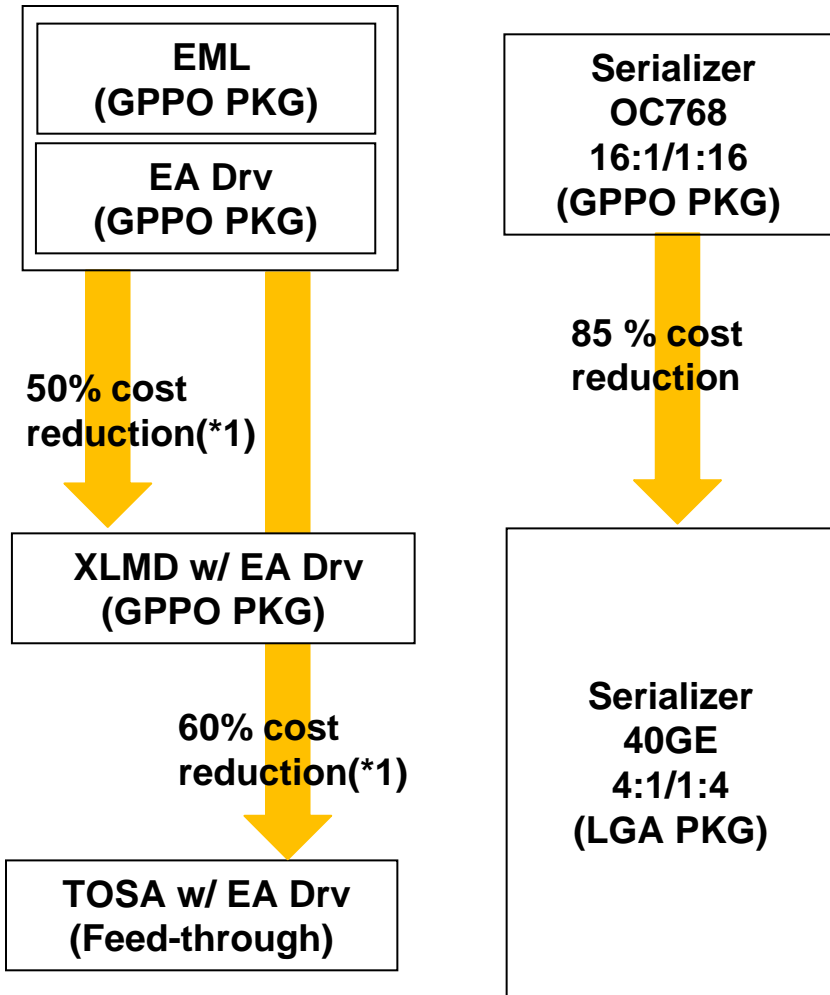 EML
(GPPO PKG)
EA Drv
(GPPO PKG)
50% cost
reduction(*1)
XLMD w/ EA Drv
(GPPO PKG)
60% cost
reduction(*1)
TOSA w/ EA Drv
(Feed-through)
Serializer
OC768
16:1/1:16
(GPPO PKG)
85 % cost
reduction
Serializer
40GE
4:1/1:4
(LGA PKG)